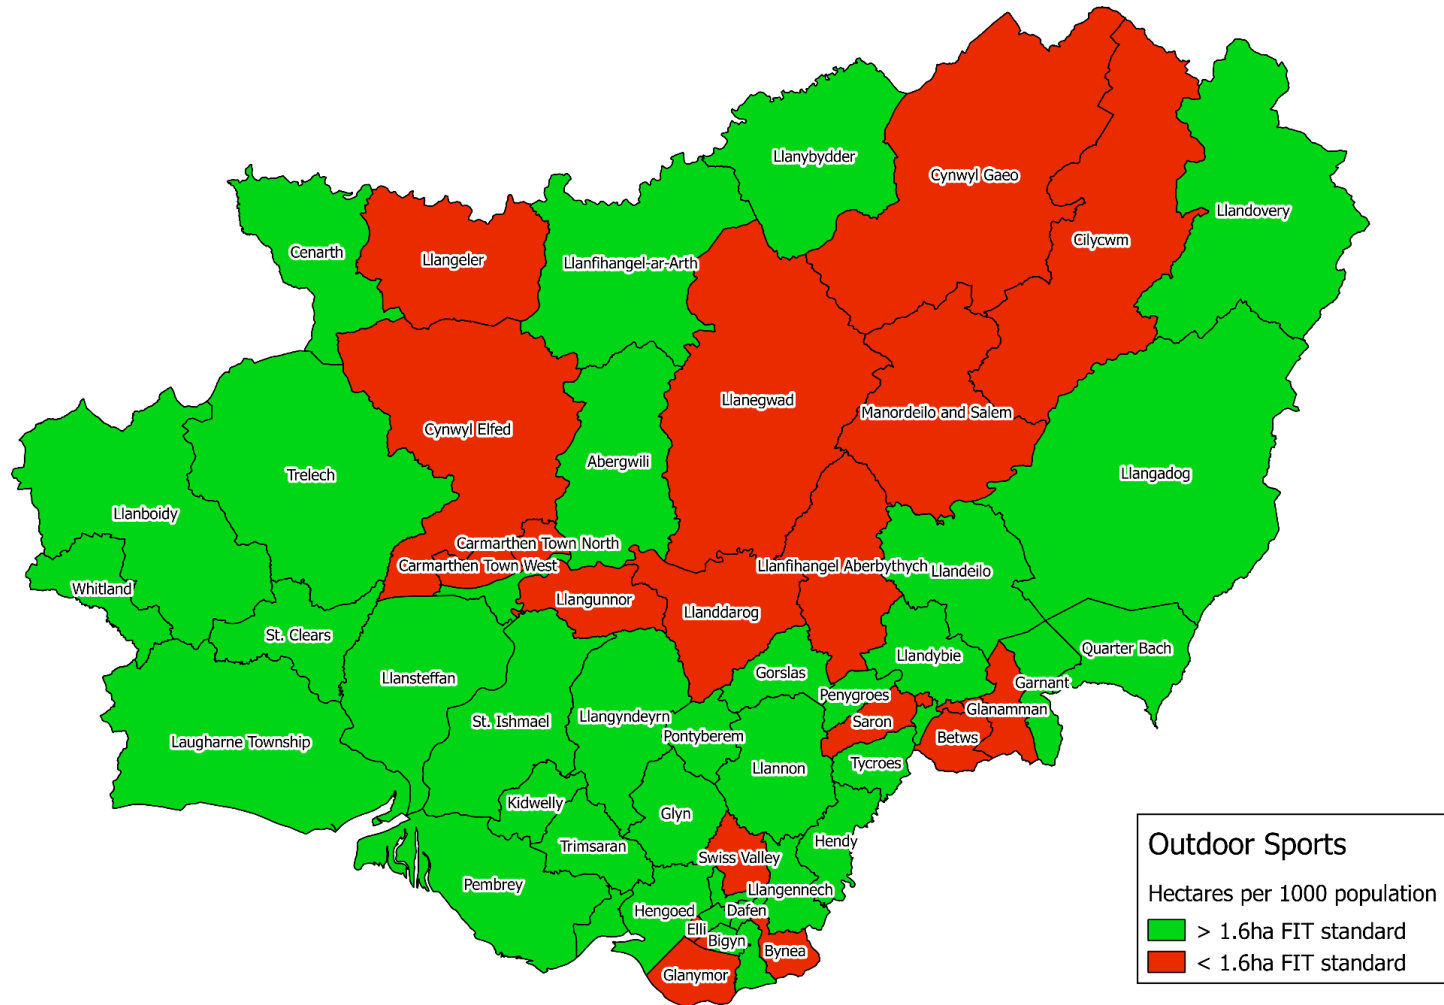 Llanybydder
Cynwyl Gaeo
Llandovery
Cilycwm
Cenarth
Llangeler
Llanfihangel-ar-Arth
Llanegwad
Manordeilo and Salem
Cynwyl Elfed
Abergwili
Trelech
Llangadog
Llanboidy
Carmarthen Town North
Carmarthen Town West
Llanfihangel Aberbythych
Llandeilo
Whitland
Llangunnor
Llanddarog
St. Clears
Quarter Bach
Llandybie
Gorslas
Llansteffan
Garnant
Penygroes
Glanamman
Saron
St. Ishmael
Llangyndeyrn
Pontyberem
Betws
Laugharne Township
Llannon
Tycroes
Kidwelly
Glyn
Trimsaran
Hendy
Swiss Valley
Pembrey
Llangennech
Hengoed
Dafen
Elli
Bigyn
Bynea
Glanymor
Outdoor Sports
Hectares per 1000 population
> 1.6ha FIT standard
< 1.6ha FIT standard